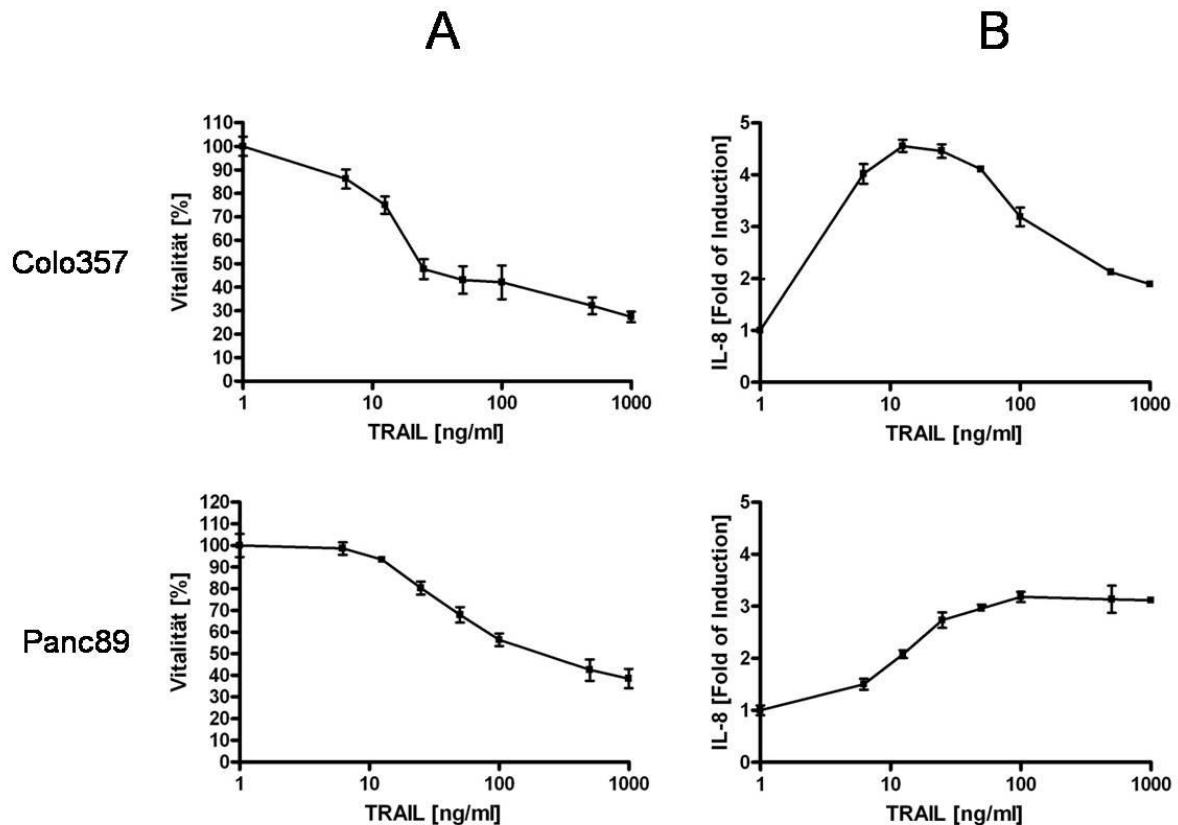 A
B
Colo357
Vitalität [%]
110
100
90
80
70
60
50
40
30
20
10
0
1 10 100 1000
TRAIL [ng/ml]
IL-8 [Fold of Induction]
5
4
3
2
1
0
1 10 100 1000
TRAIL [ng/ml]
Panc89
Vitalität [%]
120
110
100
90
80
70
60
50
40
30
20
10
0
1 10 100 1000
TRAIL [ng/ml]
IL-8 [Fold of Induction]
5
4
3
2
1
0
1 10 100 1000
TRAIL [ng/ml]